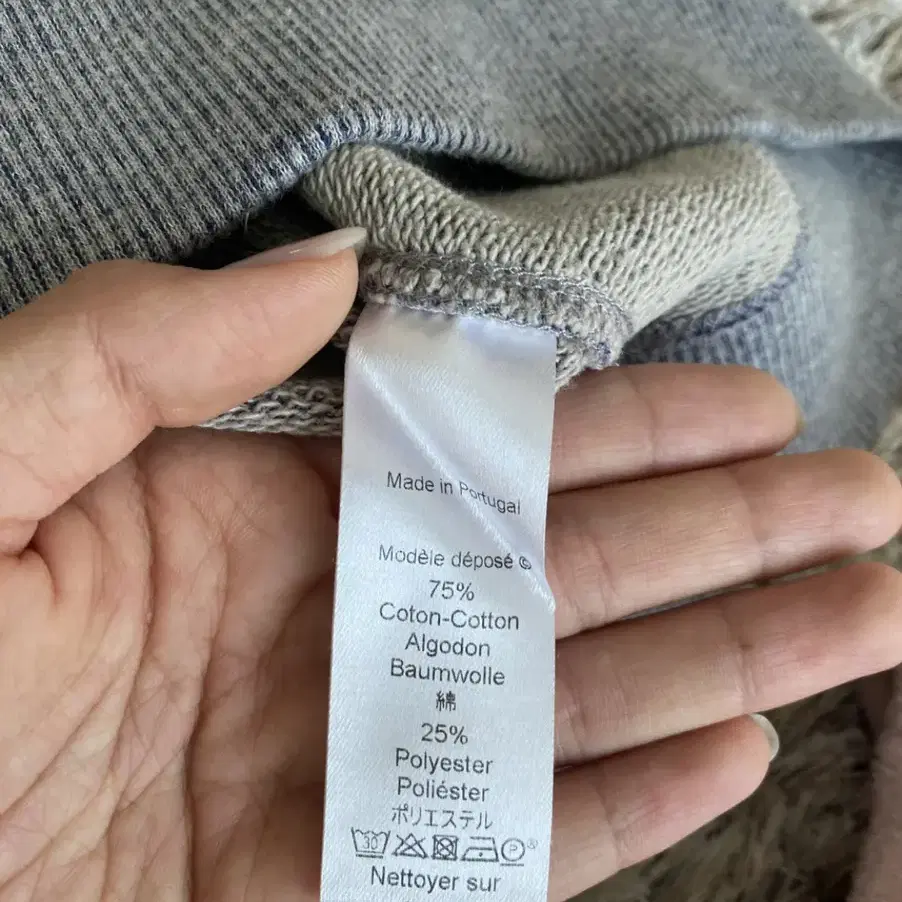 Made in Portugal
Modèle déposé ©
75%
Coton-Cotton
Algodon
Baumwolle
綿
25%
Polyester
Poliéster
ポリエステル
30 P ®
Nettoyer sur